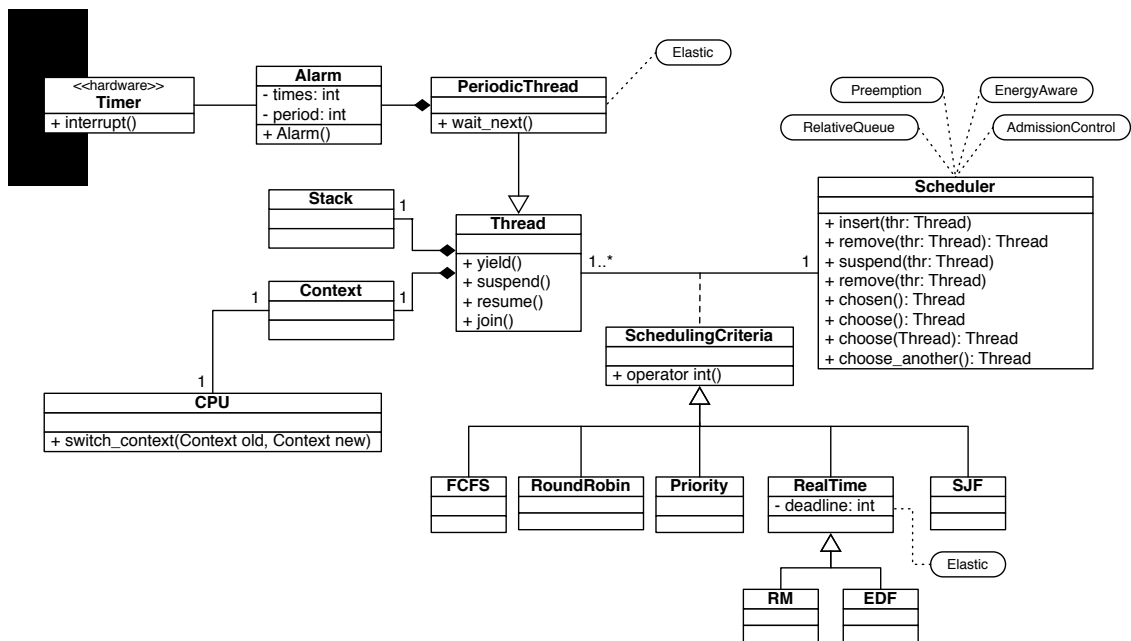 Elastic
<<hardware>>
Timer
+ interrupt()
Alarm
- times: int
- period: int
+ Alarm()
PeriodicThread
+ wait_next()
Preemption
EnergyAware
RelativeQueue
AdmissionControl
Stack
1
Thread
+ yield()
+ suspend()
+ resume()
+ join()
1..*
1
Scheduler
+ insert(thr: Thread)
+ remove(thr: Thread): Thread
+ suspend(thr: Thread)
+ remove(thr: Thread)
+ chosen(): Thread
+ choose(): Thread
+ choose(Thread): Thread
+ choose_another(): Thread
1
Context
1
1
CPU
+ switch_context(Context old, Context new)
SchedulingCriteria
+ operator int()
FCFS
RoundRobin
Priority
RealTime
- deadline: int
SJF
Elastic
RM
EDF